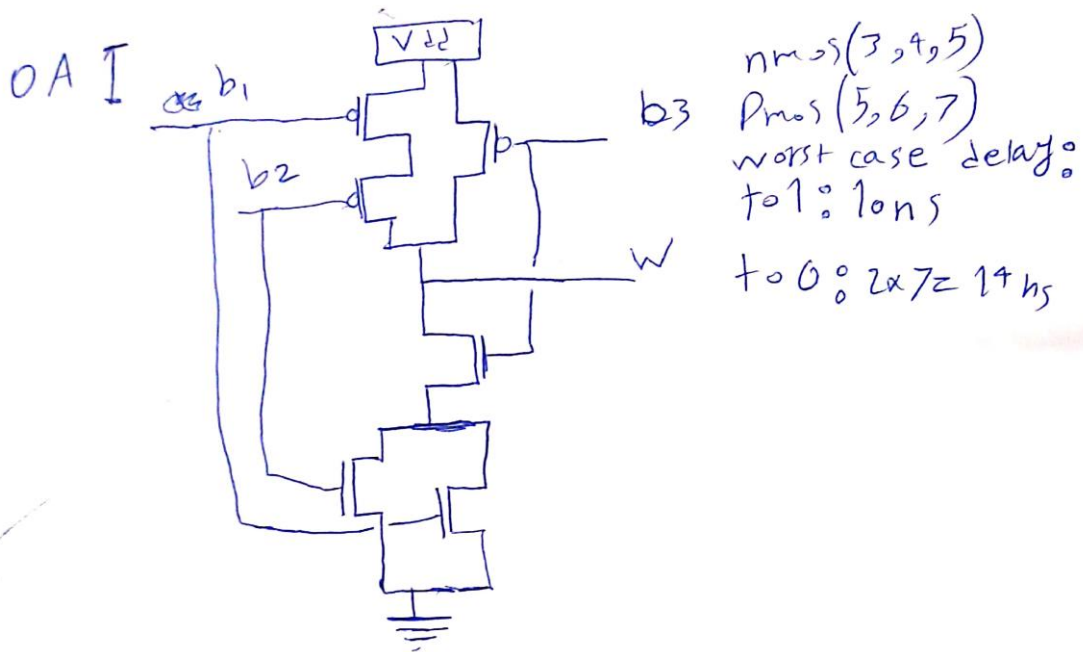 OAI
b1
b2
Vdd
b3
W
nmos(3,4,5)
Pmos(5,6,7)
worst case delay:
to1: 10ns
to0: 2x7= 14ns